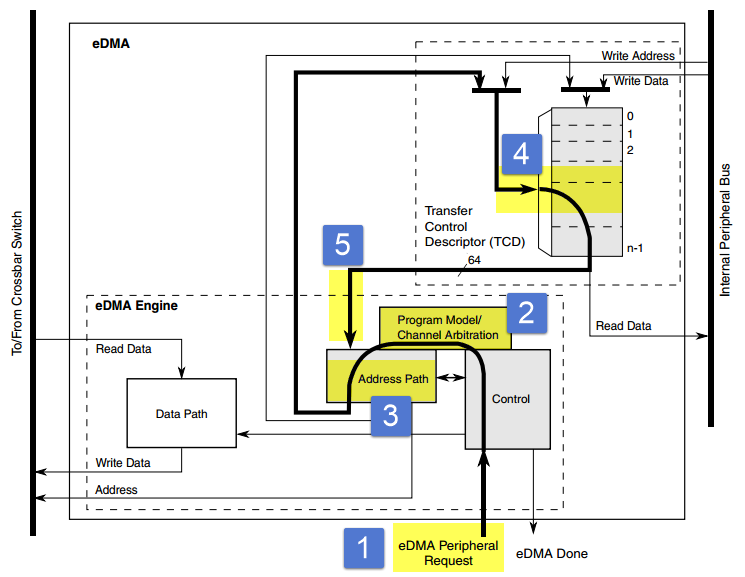 eDMA
Write Address
Write Data
0
1
2
4
n-1
Transfer
Control
Descriptor (TCD)
64
5
To/From Crossbar Switch
Internal Peripheral Bus
eDMA Engine
2
Program Model/
Channel Arbitration
Read Data
Read Data
Address Path
Control
Data Path
3
Write Data
Address
1
eDMA Peripheral
Request
eDMA Done